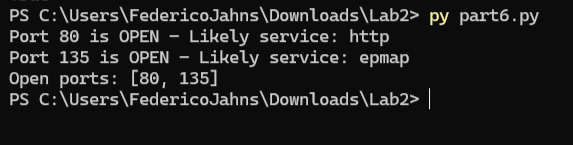 PS C:\Users\FedericoJahns\Downloads\Lab2> py part6.py
Port 80 is OPEN - Likely service: http
Port 135 is OPEN - Likely service: epmap
Open ports: [80, 135]
PS C:\Users\FedericoJahns\Downloads\Lab2>